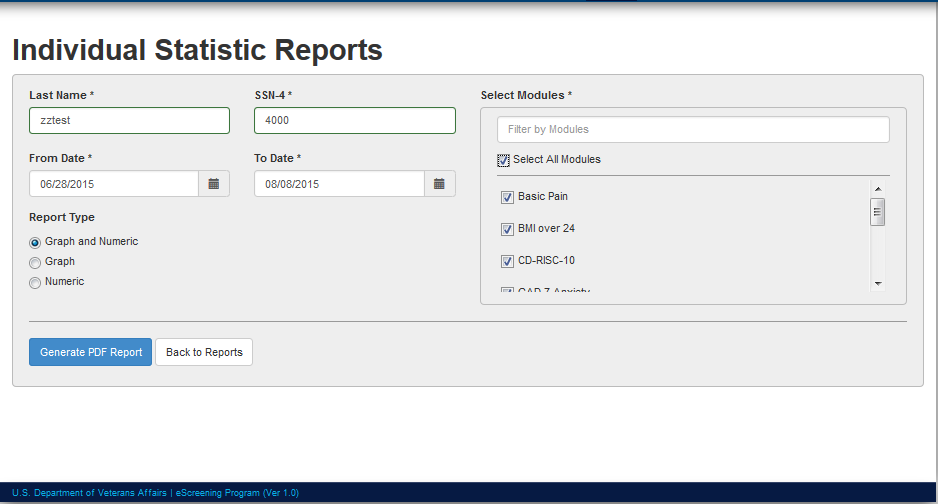 Individual Statistic Reports
Last Name *
SSN-4 *
Select Modules *
zztest
4000
Filter by Modules
Select All Modules
From Date *
To Date *
06/28/2015
08/08/2015
Basic Pain
BMI over 24
CD-RISC-10
GAD 7 Anxiety
Report Type
Graph and Numeric
Graph
Numeric
Generate PDF Report
Back to Reports
U.S. Department of Veterans Affairs | eScreening Program (Ver 1.0)